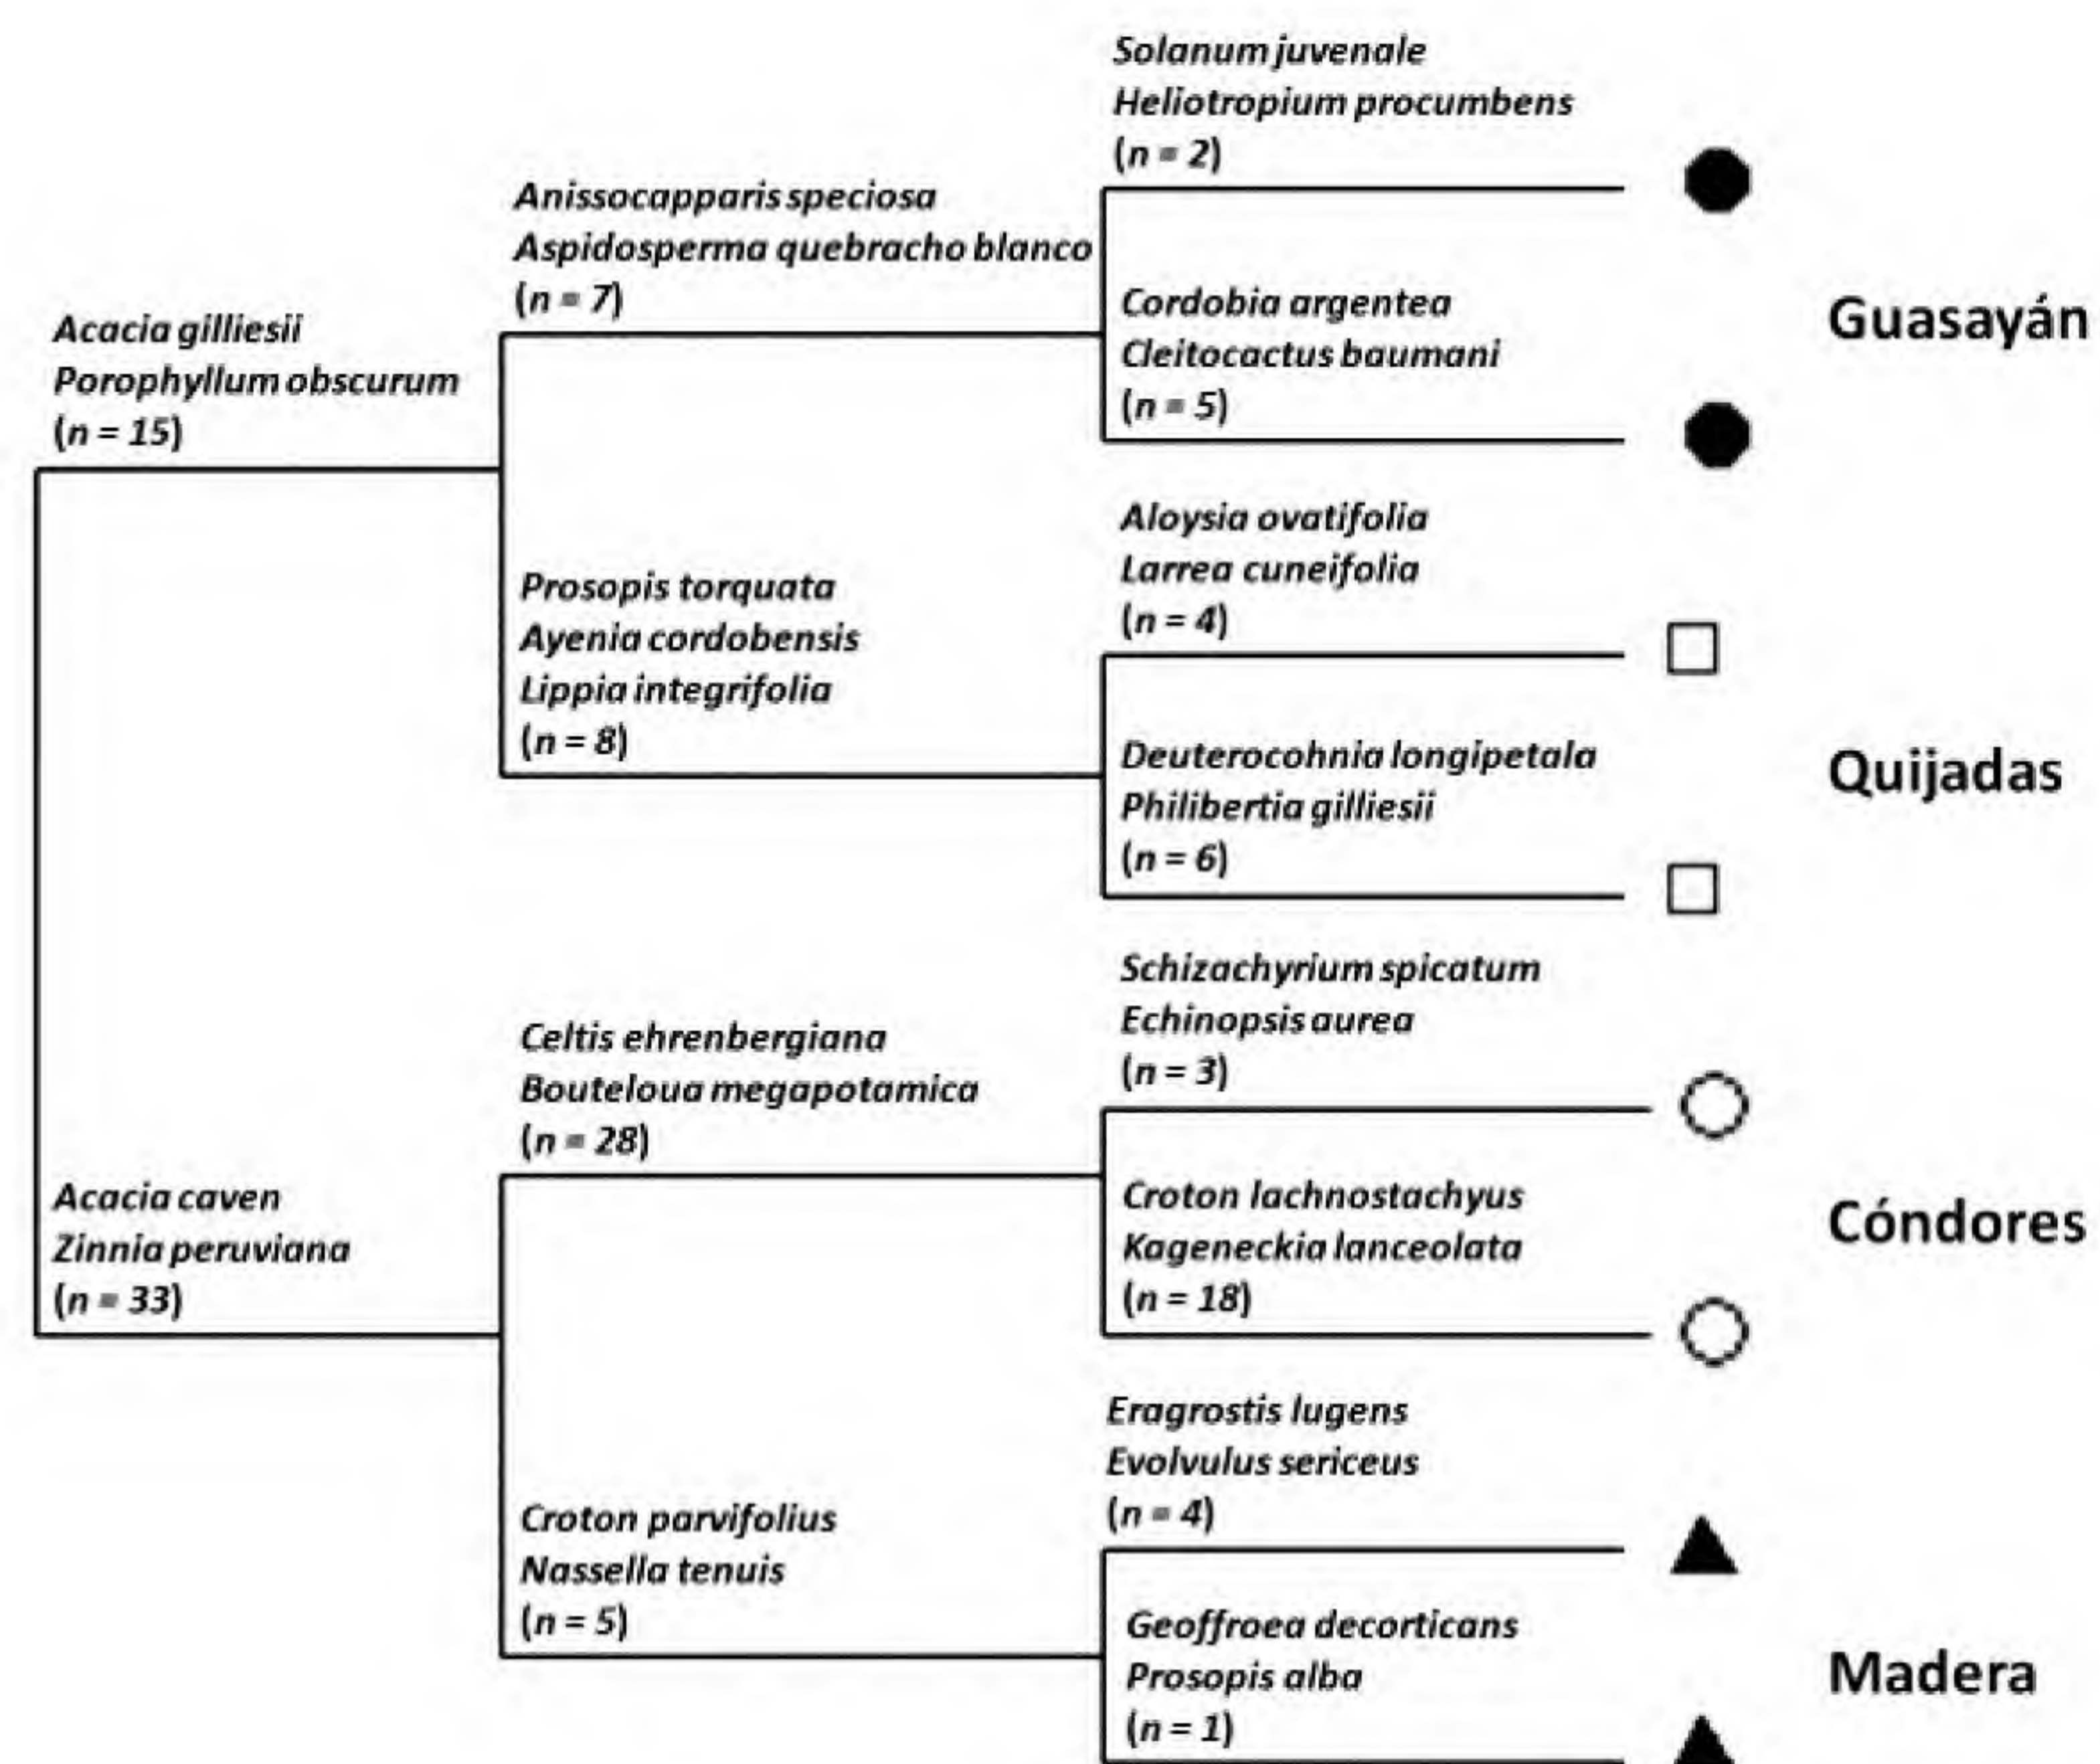 Solanum juvenale
Heliotropium procumbens
(n = 2)
Anissocapparis speciosa
Aspidosperma quebracho blanco
(n = 7)
Cordobia argentea
Cleitocactus baumani
(n = 5)
Guasayán
Acacia gilliesii
Porophyllum obscurum
(n = 15)
Aloysia ovatifolia
Larrea cuneifolia
(n = 4)
Prosopis torquata
Ayenia cordobensis
Lippia integrifolia
(n = 8)
Deuterocohnia longipetala
Philibertia gilliesii
(n = 6)
Quijadas
Schizachyrium spicatum
Echinopsis aurea
(n = 3)
Celtis ehrenbergiana
Bouteloua megapotamica
(n = 28)
Acacia caven
Zinnia peruviana
(n = 33)
Croton lachnostachyus
Kageneckia lanceolata
(n = 18)
Cóndores
Eragrostis lugens
Evolvulus sericeus
(n = 4)
Croton parvifolius
Nassella tenuis
(n = 5)
Geoffroea decorticans
Prosopis alba
(n = 1)
Madera